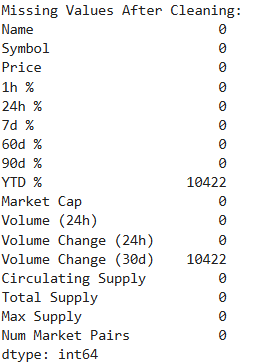 Missing Values After Cleaning:
Name 0
Symbol 0
Price 0
1h % 0
24h % 0
7d % 0
60d % 0
90d % 0
YTD % 10422
Market Cap 0
Volume (24h) 0
Volume Change (24h) 0
Volume Change (30d) 10422
Circulating Supply 0
Total Supply 0
Max Supply 0
Num Market Pairs 0
dtype: int64